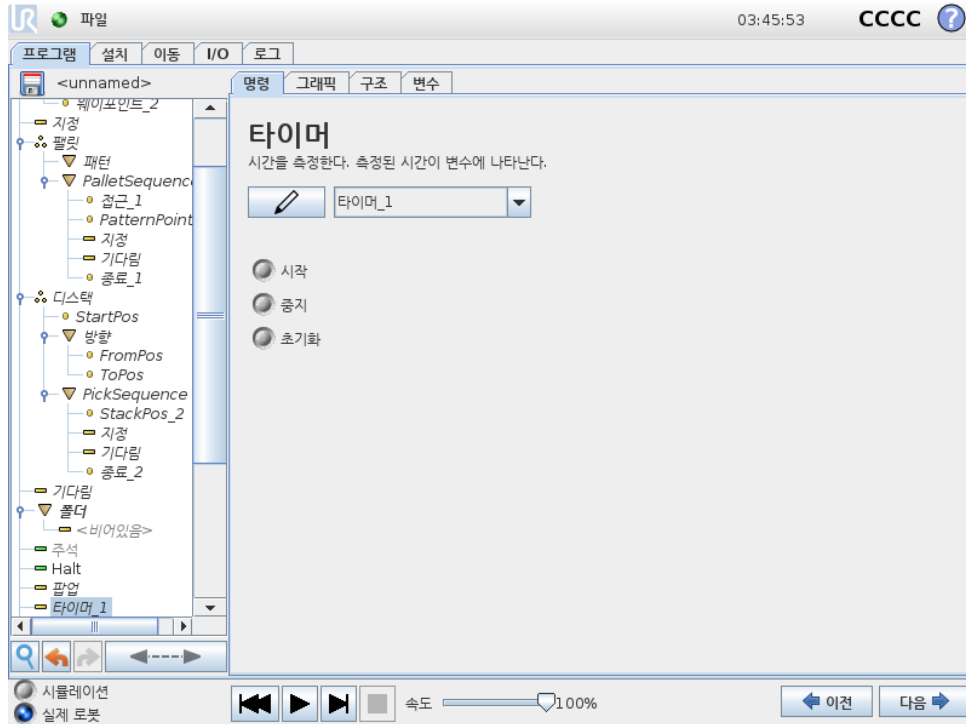 UR 파일 03:45:53 CCCC ?
프로그램 설치 이동 I/O 로그
<unnamed> 명령 그래픽 구조 변수
웨이포인트_2
지정
팔릿
패턴
PalletSequenc
접근_1
PatternPoint
지정
기다림
종료_1
디스택
StartPos
방향
FromPos
ToPos
PickSequence
StackPos_2
지정
기다림
종료_2
기다림
폴더
<비어있음>
주석
Halt
팝업
타이머_1
타이머
시간을 측정한다. 측정된 시간이 변수에 나타난다.
타이머_1
시작
중지
초기화
시뮬레이션
실제 로봇
속도 100%
이전 다음